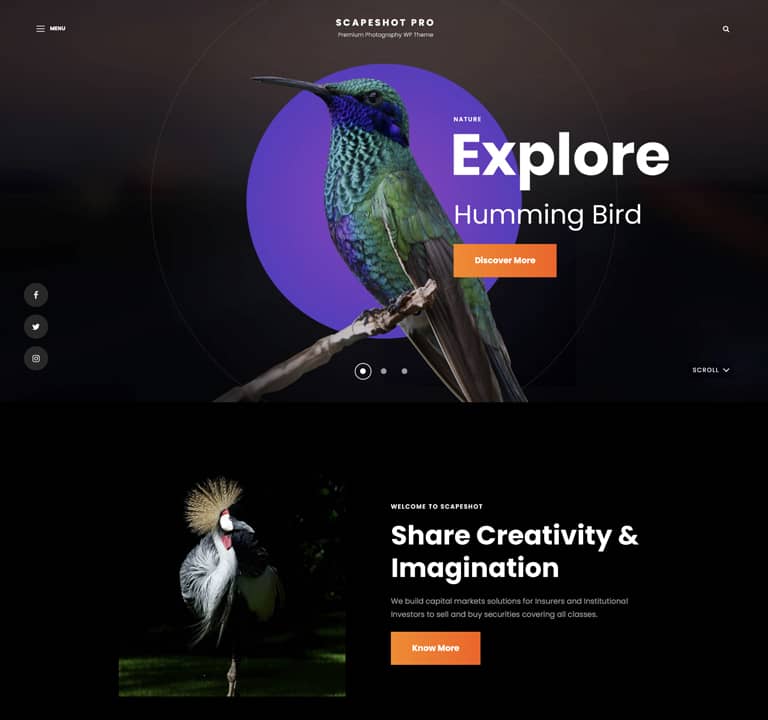 MENU
SCAPESHOT PRO
Premium Photography WP Theme
NATURE
Explore
Humming Bird
Discover More
SCROLL
WELCOME TO SCAPESHOT
Share Creativity &
Imagination
We build capital markets solutions for Insurers and Institutional
Investors to sell and buy securities covering all classes.
Know More